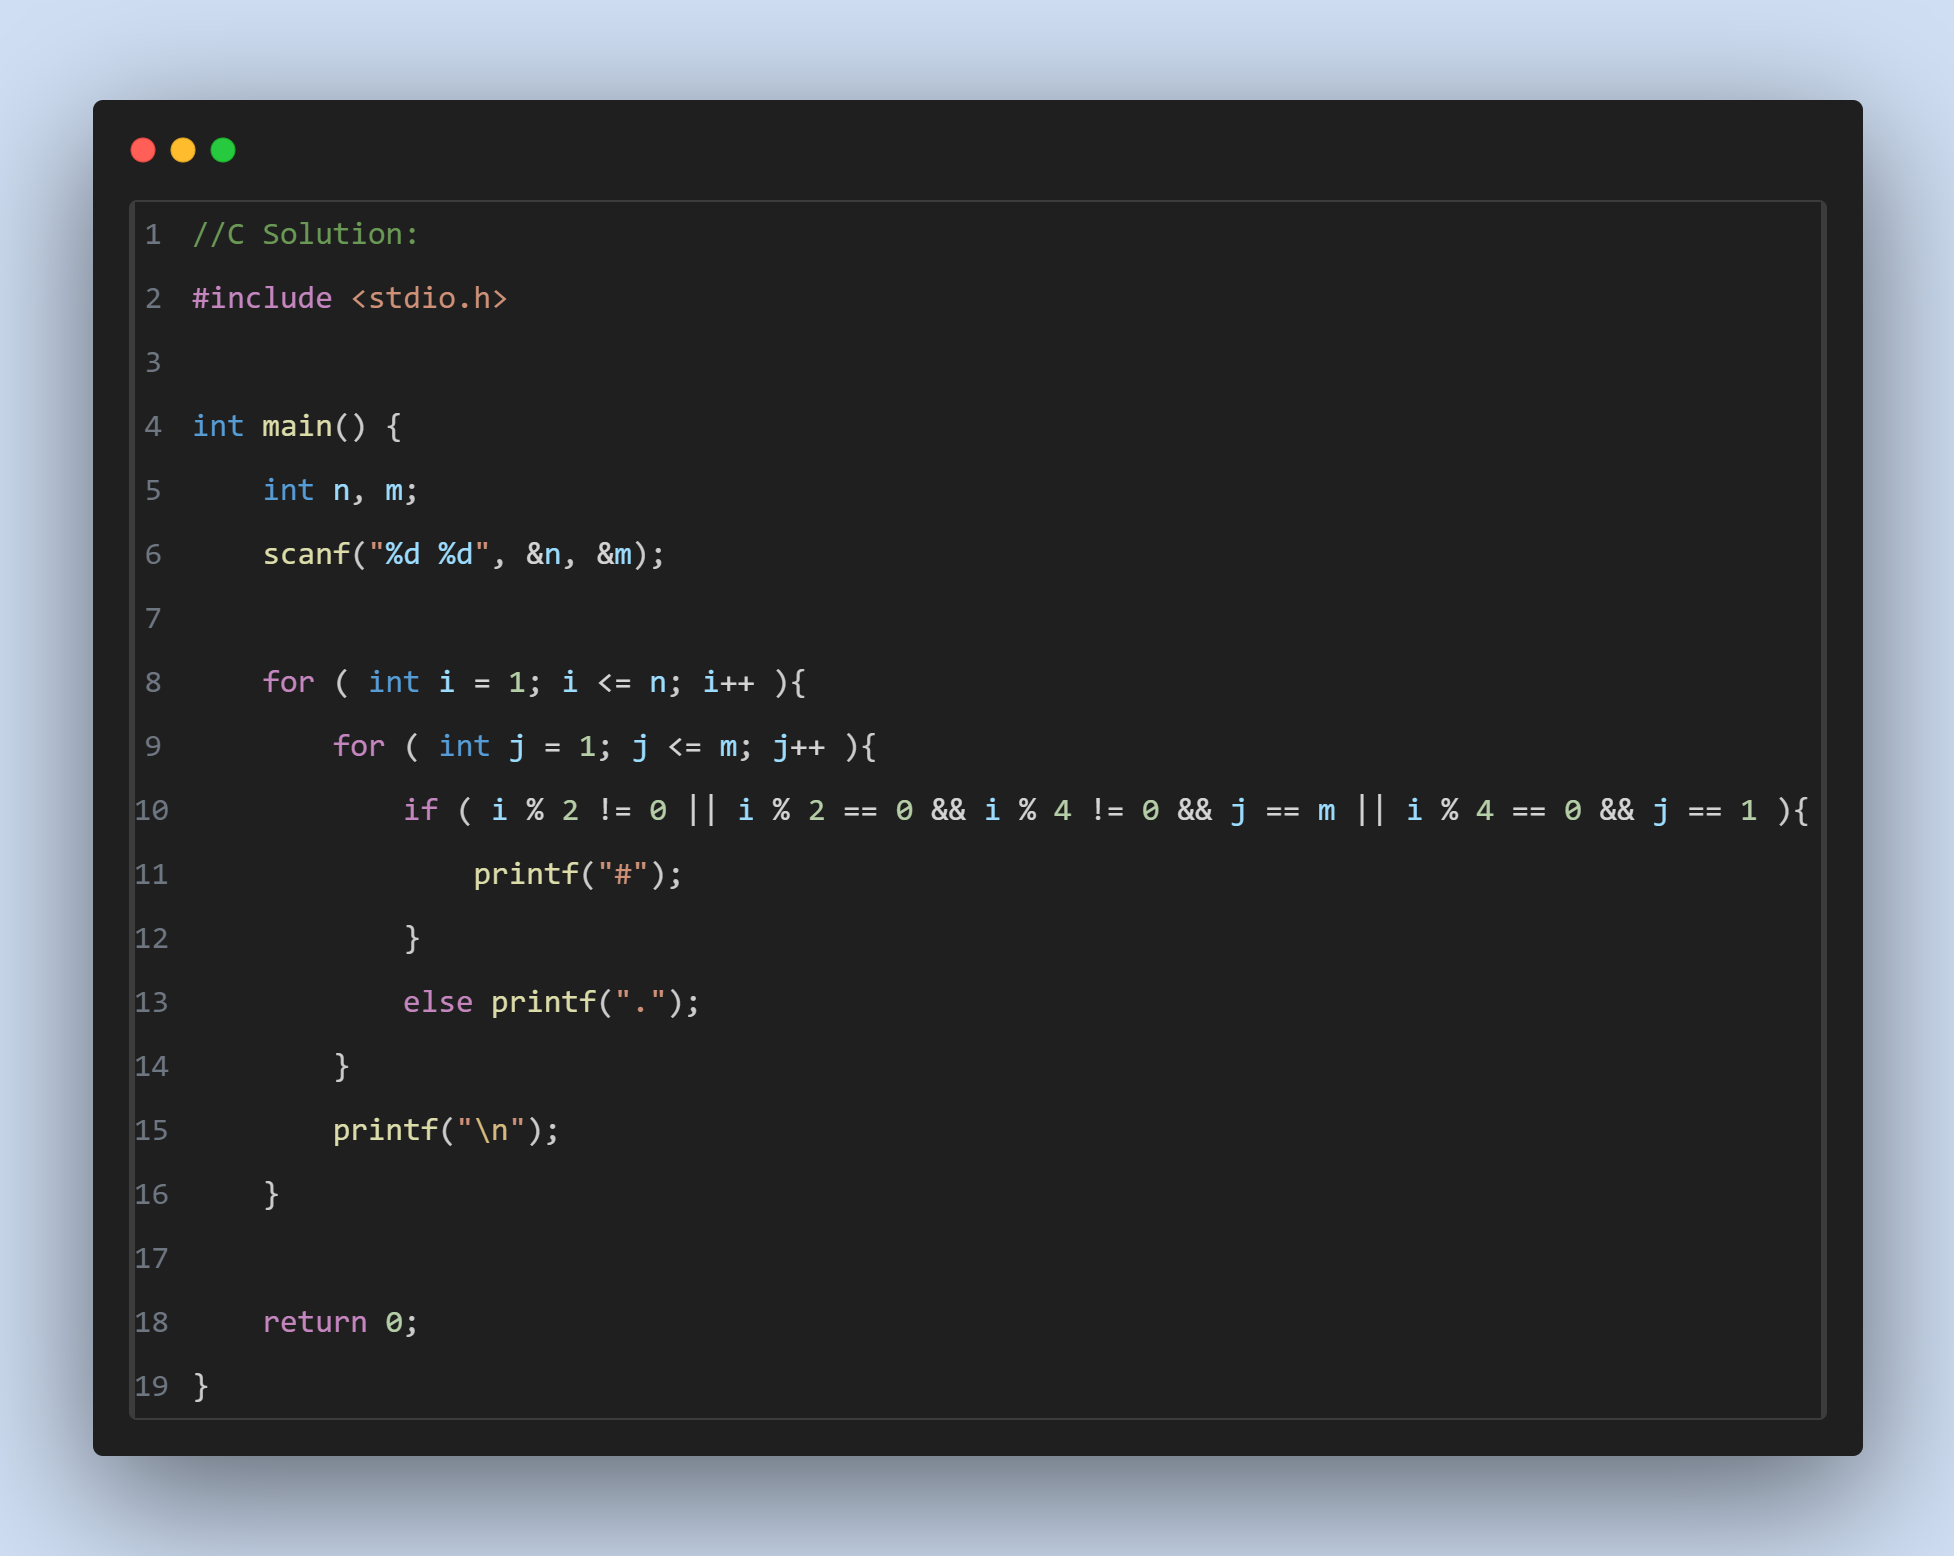 1 //C Solution:
2 #include <stdio.h>
3
4 int main() {
5     int n, m;
6     scanf("%d %d", &n, &m);
7
8     for ( int i = 1; i <= n; i++ ){
9         for ( int j = 1; j <= m; j++ ){
10             if ( i % 2 != 0 || i % 2 == 0 && i % 4 != 0 && j == m || i % 4 == 0 && j == 1 ){
11                 printf("#");
12             }
13             else printf(".");
14         }
15         printf("\n");
16     }
17
18     return 0;
19 }